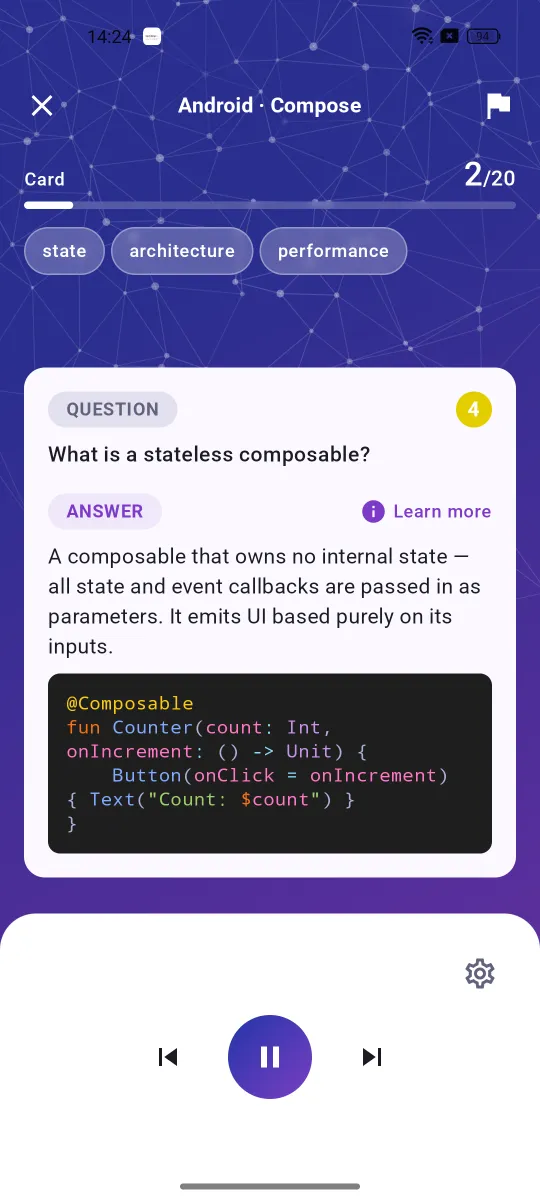 14:24
94
Android · Compose
Card
2/20
state
architecture
performance
QUESTION
4
What is a stateless composable?
ANSWER
Learn more
A composable that owns no internal state —
all state and event callbacks are passed in as
parameters. It emits UI based purely on its
inputs.
@Composable
fun Counter(count: Int,
onIncrement: () -> Unit) {
    Button(onClick = onIncrement)
{ Text("Count: $count") }
}